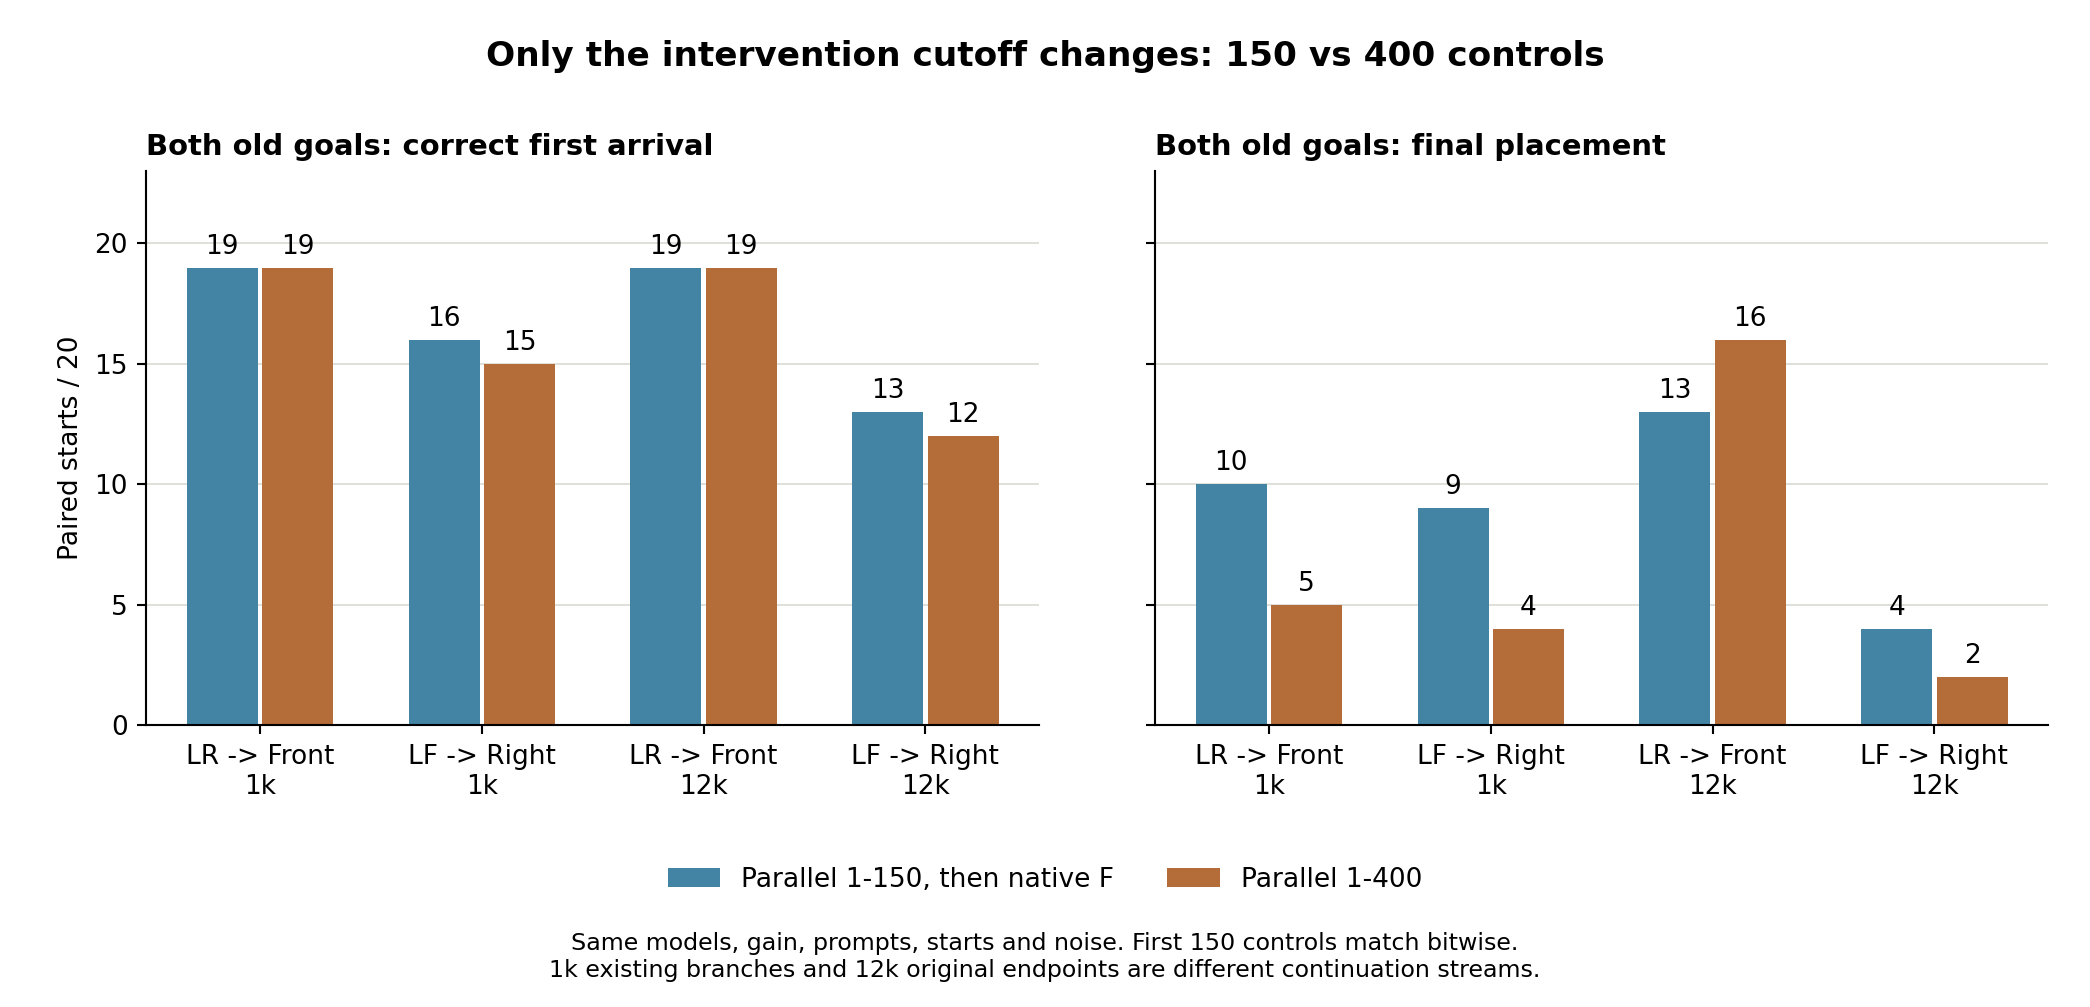 Only the intervention cutoff changes: 150 vs 400 controls
Both old goals: correct first arrival
Paired starts / 20
20
15
10
5
0
19
19
16
15
19
19
13
12
LR -> Front
1k
LF -> Right
1k
LR -> Front
12k
LF -> Right
12k
Both old goals: final placement
10
5
9
4
13
16
4
2
LR -> Front
1k
LF -> Right
1k
LR -> Front
12k
LF -> Right
12k
Parallel 1-150, then native F
Parallel 1-400
Same models, gain, prompts, starts and noise. First 150 controls match bitwise.
1k existing branches and 12k original endpoints are different continuation streams.